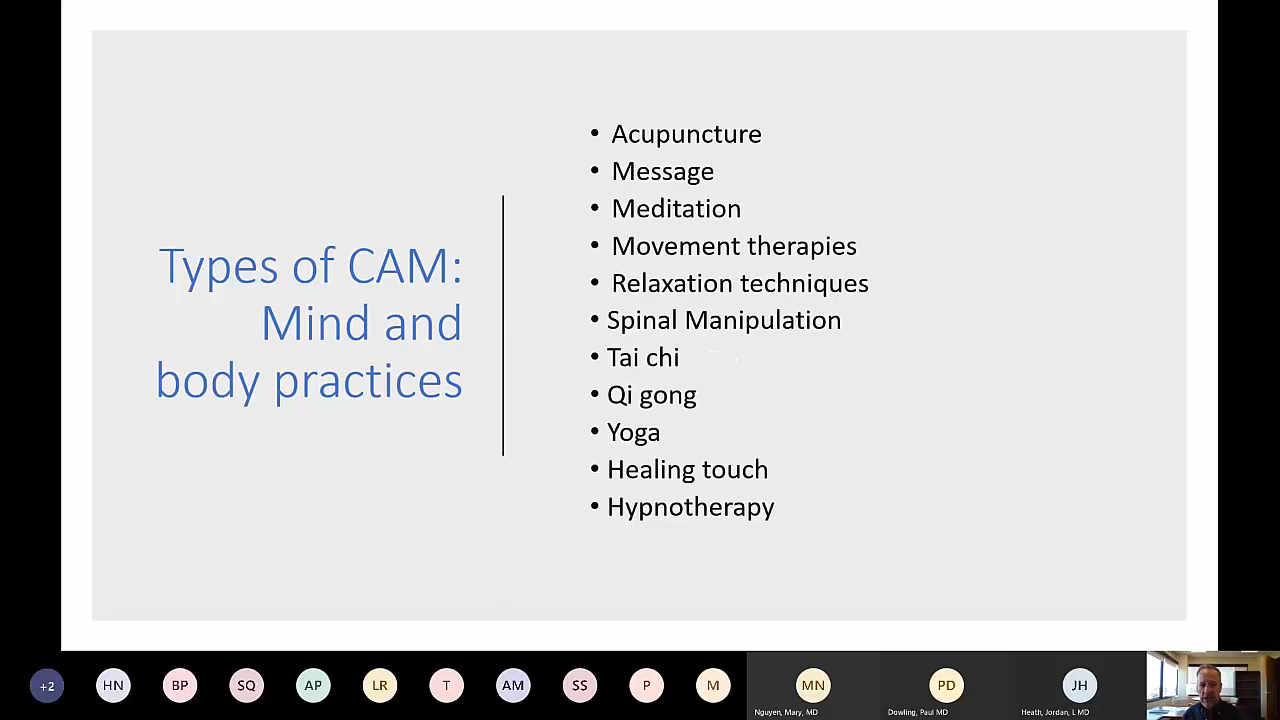 Types of CAM:
Mind and
body practices
• Acupuncture
• Message
• Meditation
• Movement therapies
• Relaxation techniques
• Spinal Manipulation
• Tai chi
• Qi gong
• Yoga
• Healing touch
• Hypnotherapy
+2 HN BP SQ AP LR T AM SS P M MN PD JH
Nguyen, Mary, MD Dowling, Paul MD Heath, Jordan, L MD